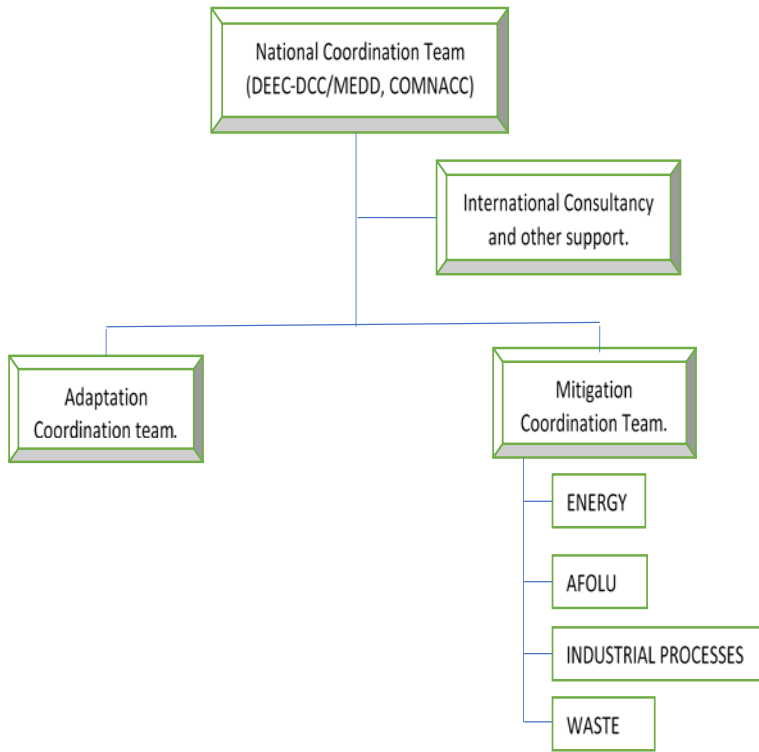 National Coordination Team
(DEEC-DCC/MEDD, COMNACC)
International Consultancy
and other support.
Adaptation
Coordination team.
Mitigation
Coordination Team.
ENERGY
AFOLU
INDUSTRIAL PROCESSES
WASTE